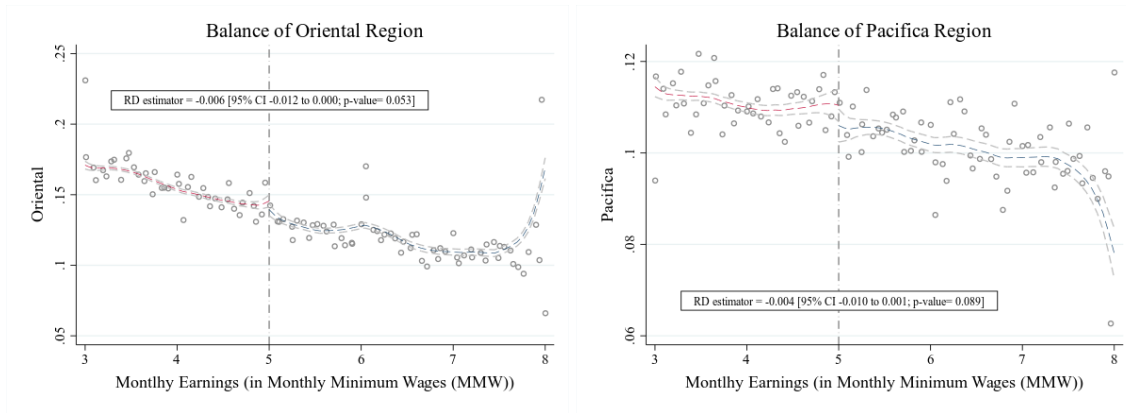 Balance of Oriental Region
.25
.2
.15
.1
.05
Oriental
RD estimator = -0.006 [95% CI -0.012 to 0.000; p-value= 0.053]
3 4 5 6 7 8
Montlhy Earnings (in Monthly Minimum Wages (MMW))
Balance of Pacifica Region
.12
.1
.08
.06
Pacifica
RD estimator = -0.004 [95% CI -0.010 to 0.001; p-value= 0.089]
3 4 5 6 7 8
Montlhy Earnings (in Monthly Minimum Wages (MMW))